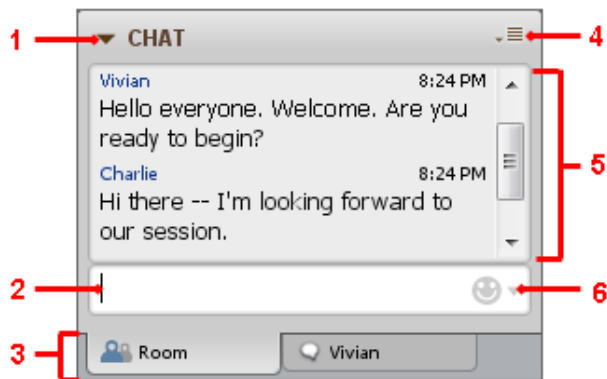 1 CHAT 4
Vivian 8:24 PM
Hello everyone. Welcome. Are you
ready to begin?
5
Charlie 8:24 PM
Hi there -- I'm looking forward to
our session.
2 6
3 Room Vivian